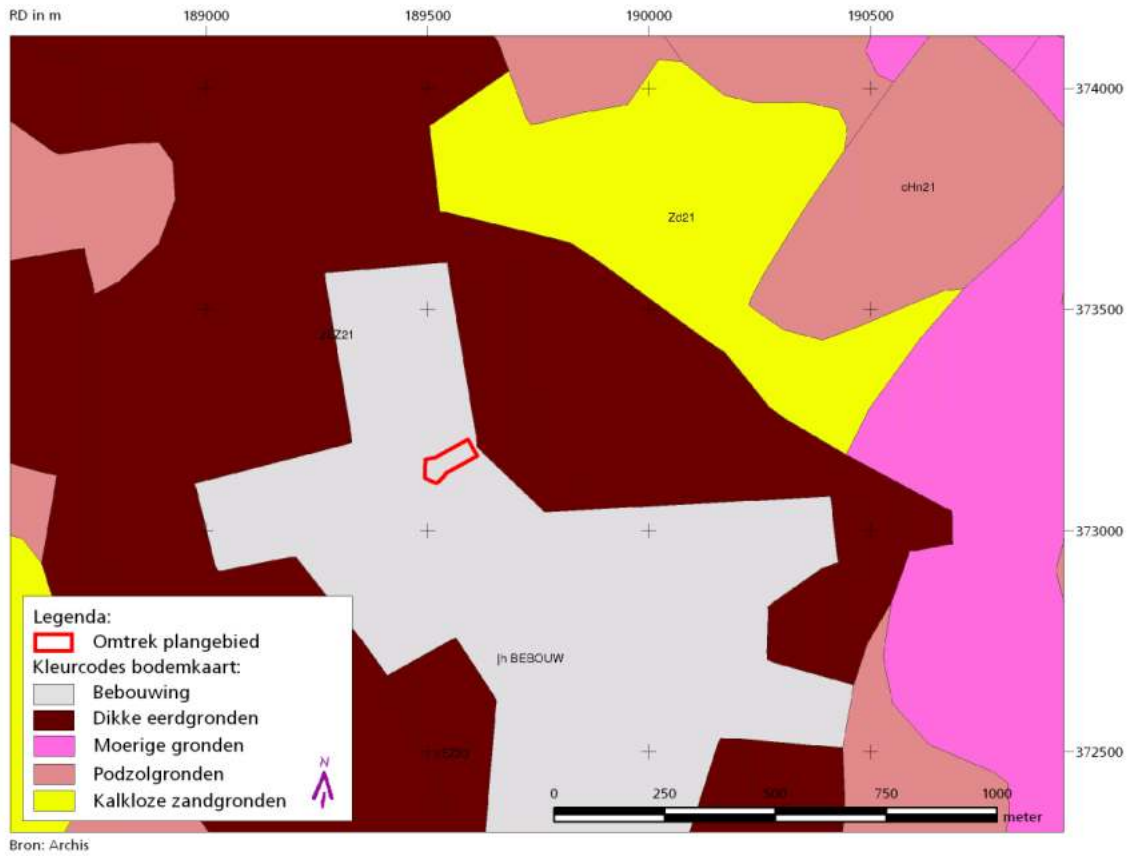 RD in m 189000 189500 190000 190500
374000
cHn21
Zd21
373500
373000
Legenda:
Omtrek plangebied
Kleurcodes bodemkaart:
|h BEBOUW
Bebouwing
Dikke eerdgronden
Moerige gronden
372500
Podzolgronden
N
Kalkloze zandgronden
0 250 500 750 1000
meter
Bron: Archis